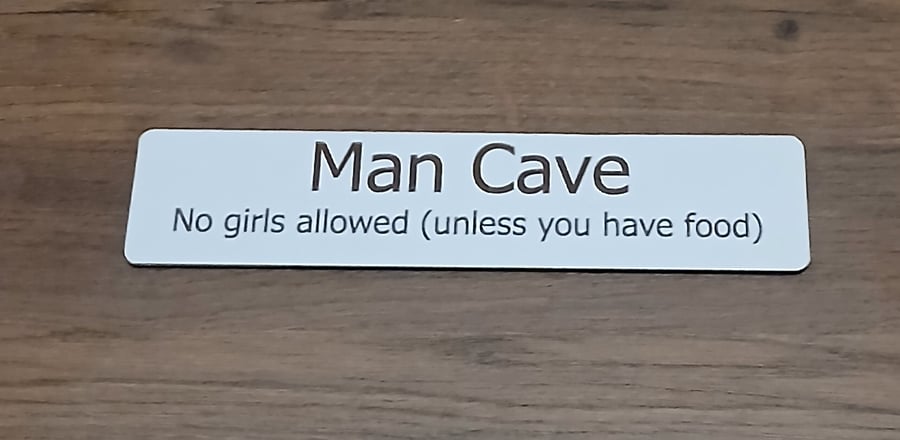 Man Cave
No girls allowed (unless you have food)